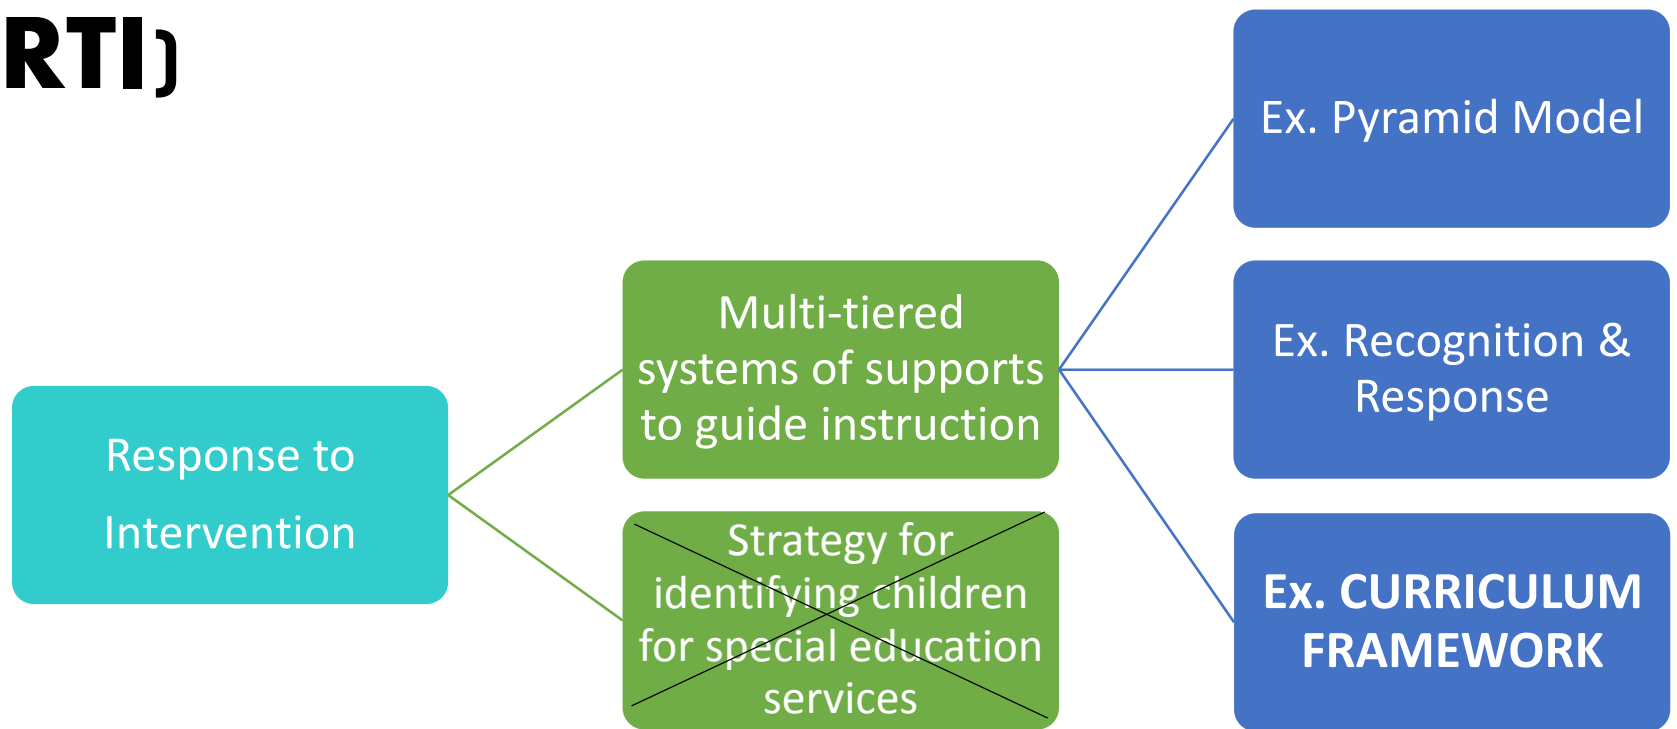 RTI)
Response to
Intervention
Multi-tiered
systems of supports
to guide instruction
Strategy for
identifying children
for special education
services
Ex. Pyramid Model
Ex. Recognition &
Response
Ex. CURRICULUM
FRAMEWORK